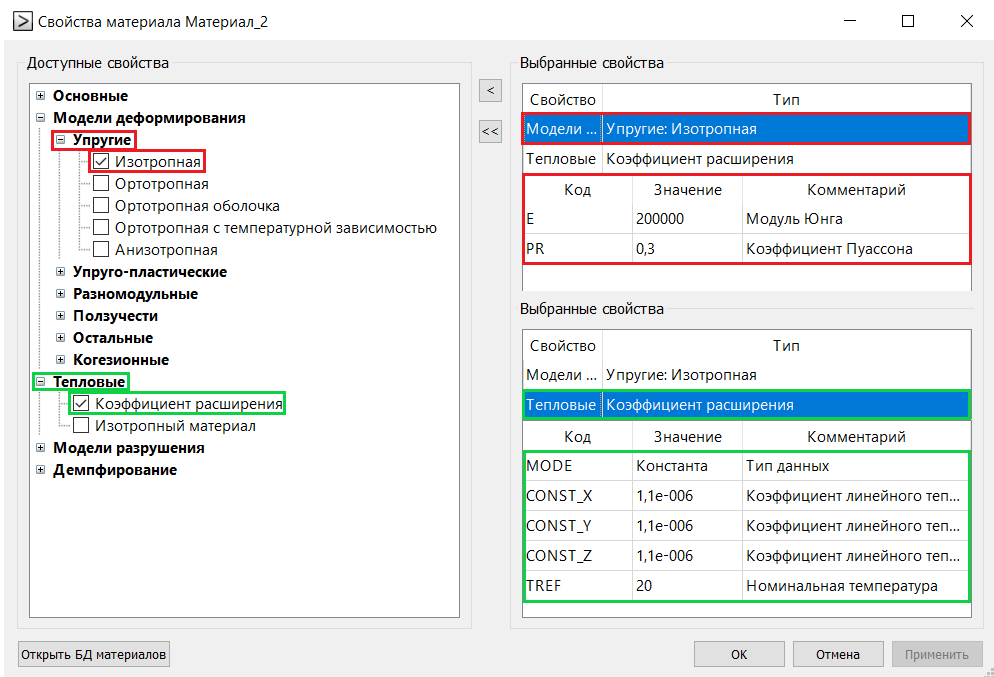 Свойства материала Материал_2
Доступные свойства
Основные
Модели деформирования
Упругие
Изотропная
Ортотропная
Ортотропная оболочка
Ортотропная с температурной зависимостью
Анизотропная
Упруго-пластические
Разномодульные
Ползучести
Остальные
Когезионные
Тепловые
Коэффициент расширения
Изотропный материал
Модели разрушения
Демпфирование
<
<<
Выбранные свойства
Свойство Тип
Модели ... Упругие: Изотропная
Тепловые Коэффициент расширения
Код Значение Комментарий
E 200000 Модуль Юнга
PR 0,3 Коэффициент Пуассона
Выбранные свойства
Свойство Тип
Модели ... Упругие: Изотропная
Тепловые Коэффициент расширения
Код Значение Комментарий
MODE Константа Тип данных
CONST_X 1,1e-006 Коэффициент линейного теп...
CONST_Y 1,1e-006 Коэффициент линейного теп...
CONST_Z 1,1e-006 Коэффициент линейного теп...
TREF 20 Номинальная температура
Открыть БД материалов ОК Отмена Применить